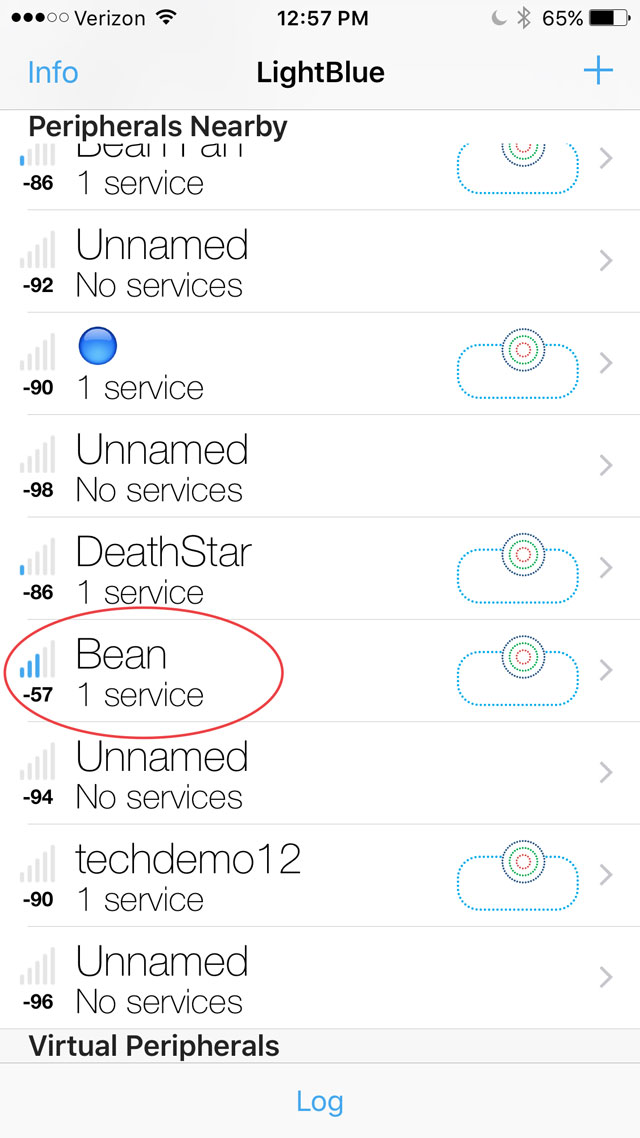 Verizon 12:57 PM 65%
Info LightBlue +
Peripherals Nearby
-86 1 service
Unnamed
-92 No services
-90 1 service
Unnamed
-98 No services
DeathStar
-86 1 service
Bean
-57 1 service
Unnamed
-94 No services
techdemo12
-90 1 service
Unnamed
-96 No services
Virtual Peripherals
Log